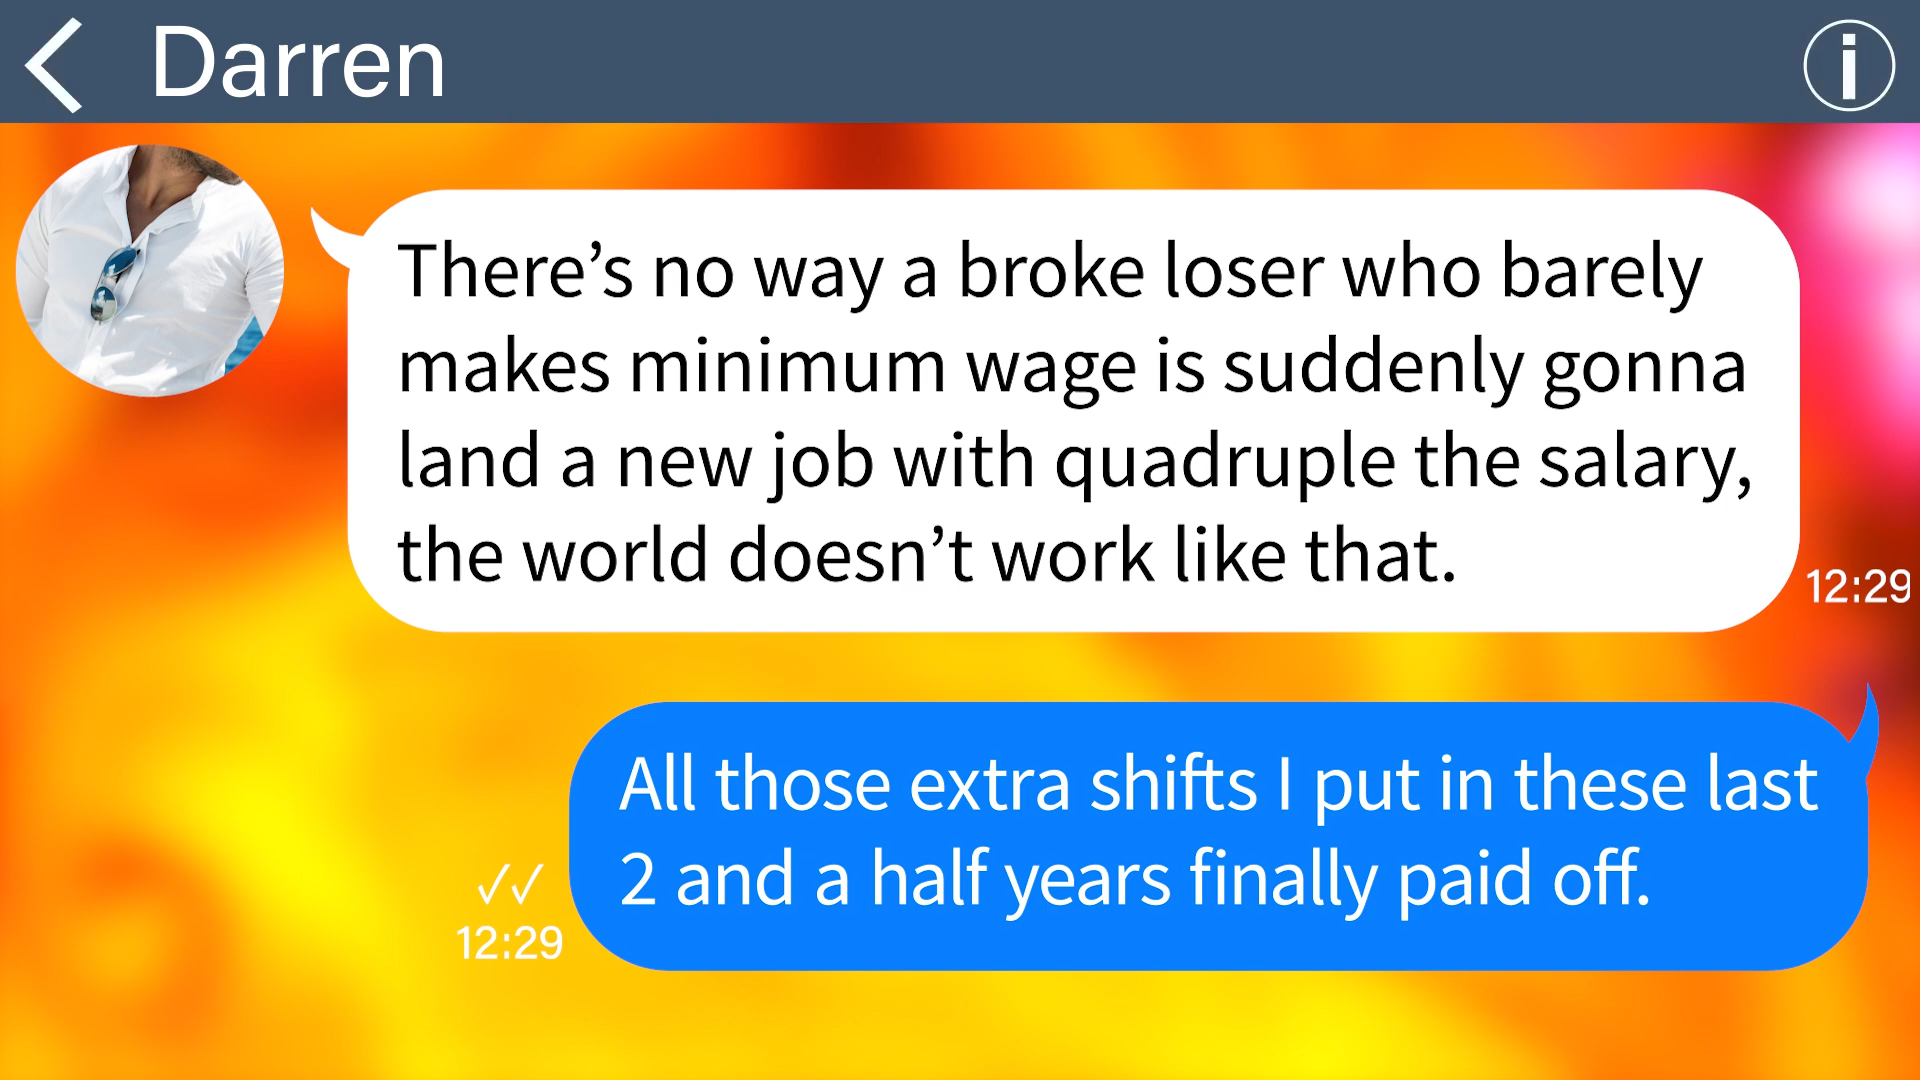 Darren
There’s no way a broke loser who barely
makes minimum wage is suddenly gonna
land a new job with quadruple the salary,
the world doesn’t work like that.
12:29
All those extra shifts I put in these last
2 and a half years finally paid off.
✓✓
12:29